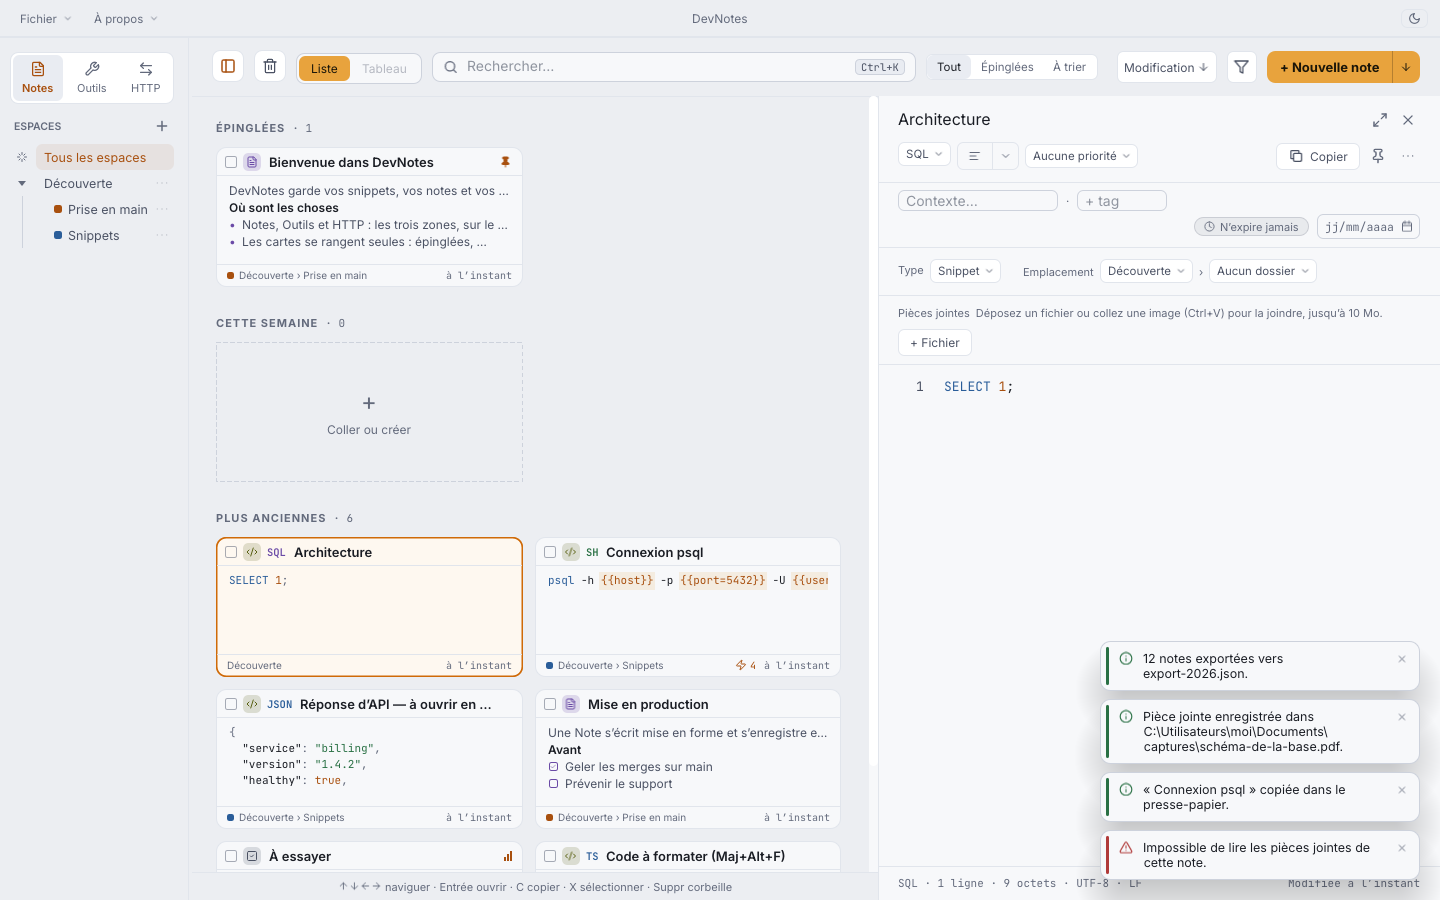 Fichier
À propos
DevNotes
Notes
Outils
HTTP
Liste
Tableau
Rechercher...
Ctrl+K
Tout
Épinglées
À trier
Modification
+ Nouvelle note
ESPACES
Tous les espaces
Découverte
Prise en main
Snippets
ÉPINGLÉES · 1
Bienvenue dans DevNotes
DevNotes garde vos snippets, vos notes et vos ...
Où sont les choses
• Notes, Outils et HTTP : les trois zones, sur le ...
• Les cartes se rangent seules : épinglées, ...
Découverte › Prise en main
à l'instant
CETTE SEMAINE · 0
+
Coller ou créer
PLUS ANCIENNES · 6
SQL Architecture
SELECT 1;
Découverte
à l'instant
SH Connexion psql
psql -h {{host}} -p {{port=5432}} -U {{user
Découverte › Snippets
4
à l'instant
JSON Réponse d'API — à ouvrir en ...
{
"service": "billing",
"version": "1.4.2",
"healthy": true,
Découverte › Snippets
à l'instant
Mise en production
Une Note s'écrit mise en forme et s'enregistre e...
Avant
Geler les merges sur main
Prévenir le support
Découverte › Prise en main
à l'instant
À essayer
TS Code à formater (Maj+Alt+F)
↑ ↓ ← → naviguer · Entrée ouvrir · C copier · X sélectionner · Suppr corbeille
Architecture
SQL
Aucune priorité
Copier
Contexte...
· + tag
N'expire jamais
jj/mm/aaaa
Type Snippet
Emplacement Découverte › Aucun dossier
Pièces jointes Déposez un fichier ou collez une image (Ctrl+V) pour la joindre, jusqu'à 10 Mo.
+ Fichier
1 SELECT 1;
12 notes exportées vers
export-2026.json.
Pièce jointe enregistrée dans
C:\Utilisateurs\moi\Documents\
captures\schéma-de-la-base.pdf.
« Connexion psql » copiée dans le
presse-papier.
Impossible de lire les pièces jointes de
cette note.
SQL · 1 ligne · 9 octets · UTF-8 · LF
Modifiée à l'instant